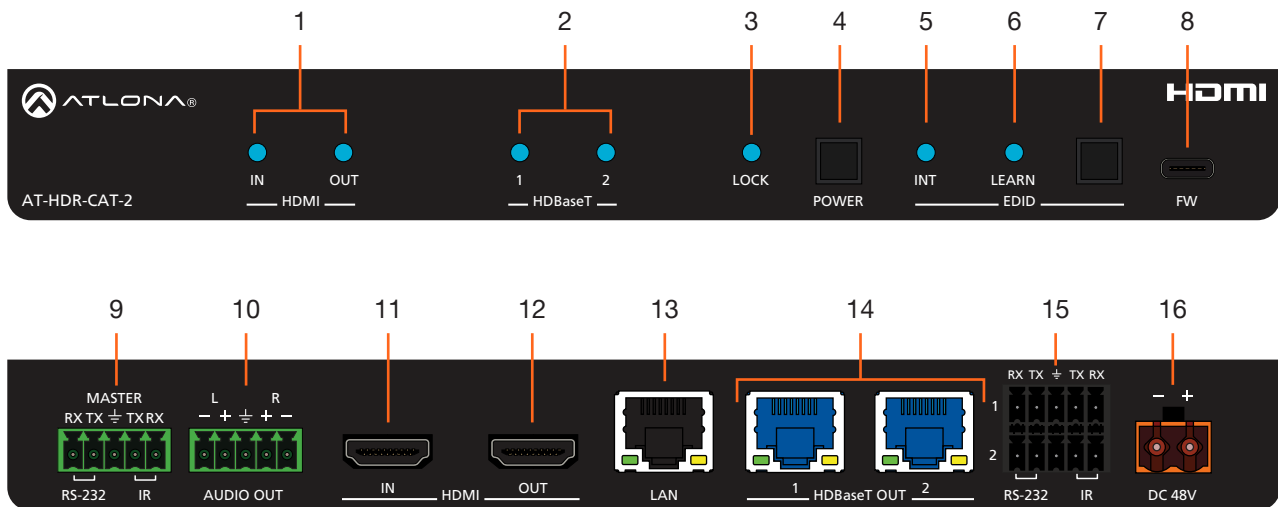 1 2 3 4 5 6 7 8
ATLONA® HDMI
IN OUT 1 2 LOCK INT LEARN
AT-HDR-CAT-2 HDMI HDBaseT POWER EDID FW
9 10 11 12 13 14 15 16
MASTER L R RX TX TX RX − +
RX TX TX RX − + + − 1
2
IN OUT 1 2
RS-232 IR AUDIO OUT HDMI LAN HDBaseT OUT RS-232 IR DC 48V